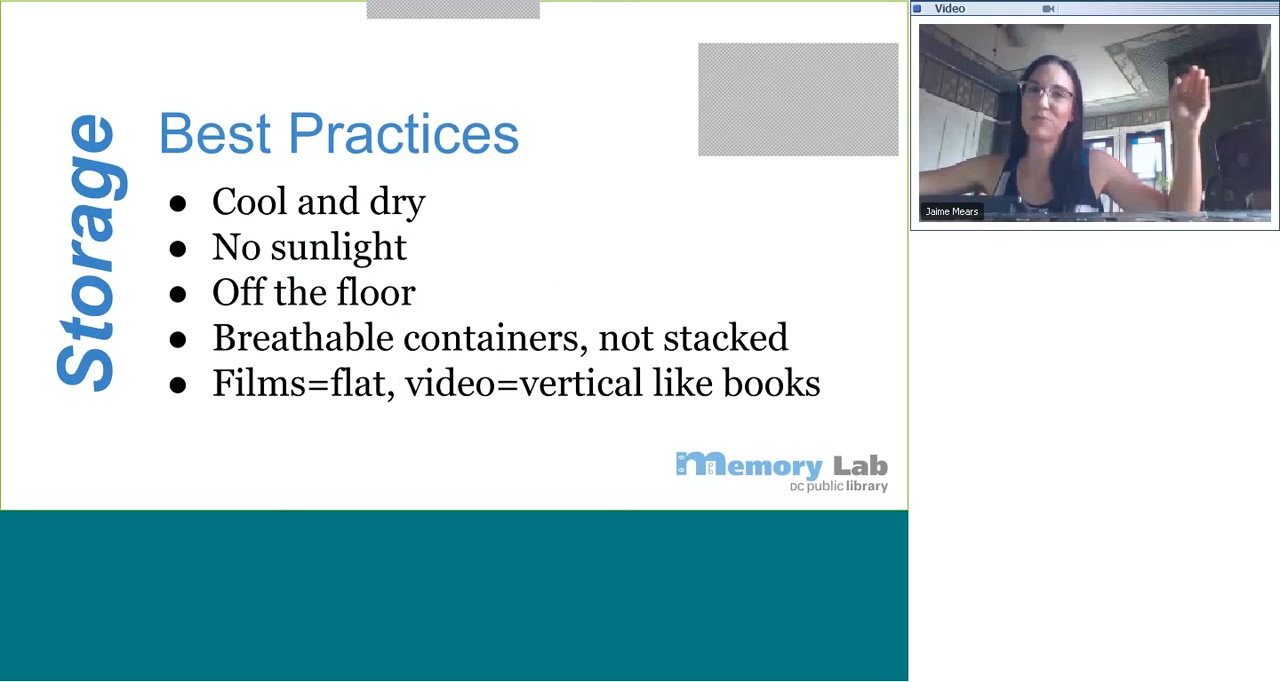 Storage
Best Practices
● Cool and dry
● No sunlight
● Off the floor
● Breathable containers, not stacked
● Films=flat, video=vertical like books
Memory Lab
DC public library
Video
Jaime Mears